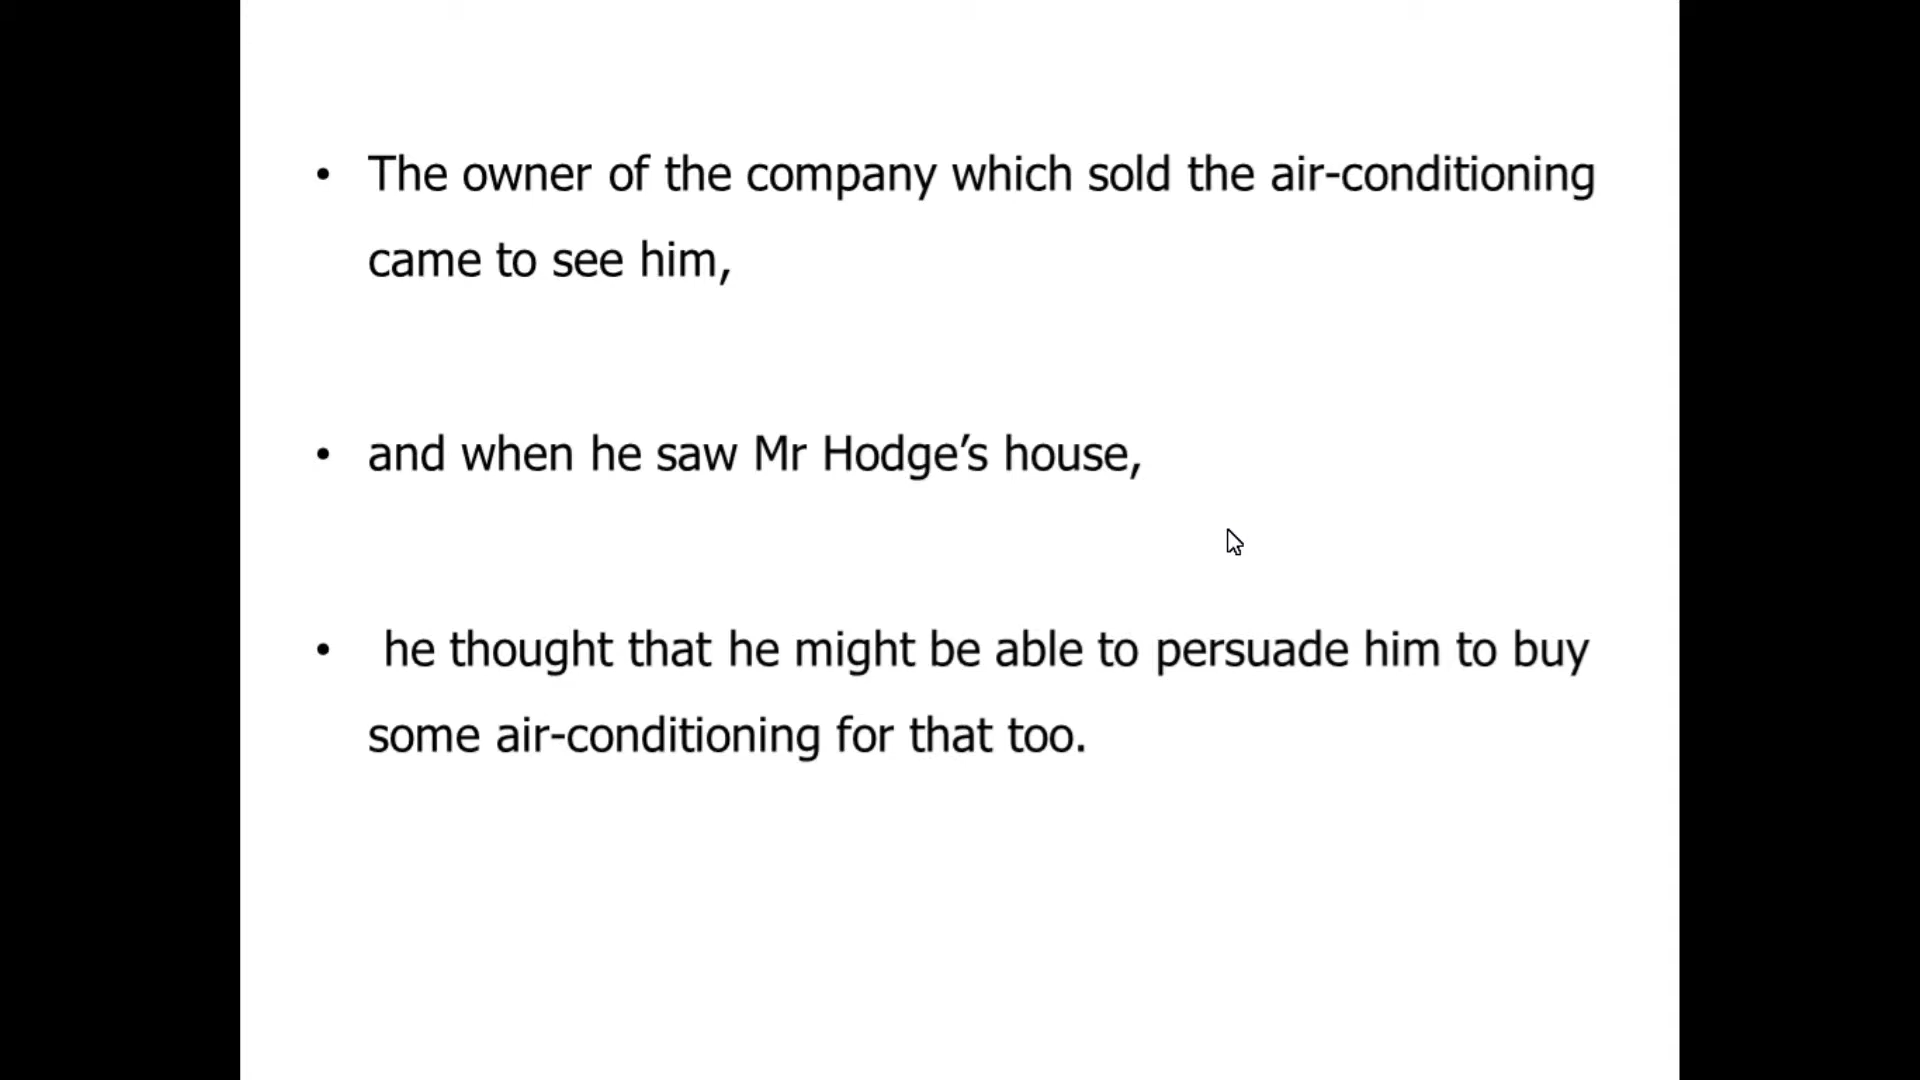 • The owner of the company which sold the air-conditioning
came to see him,
• and when he saw Mr Hodge’s house,
• he thought that he might be able to persuade him to buy
some air-conditioning for that too.